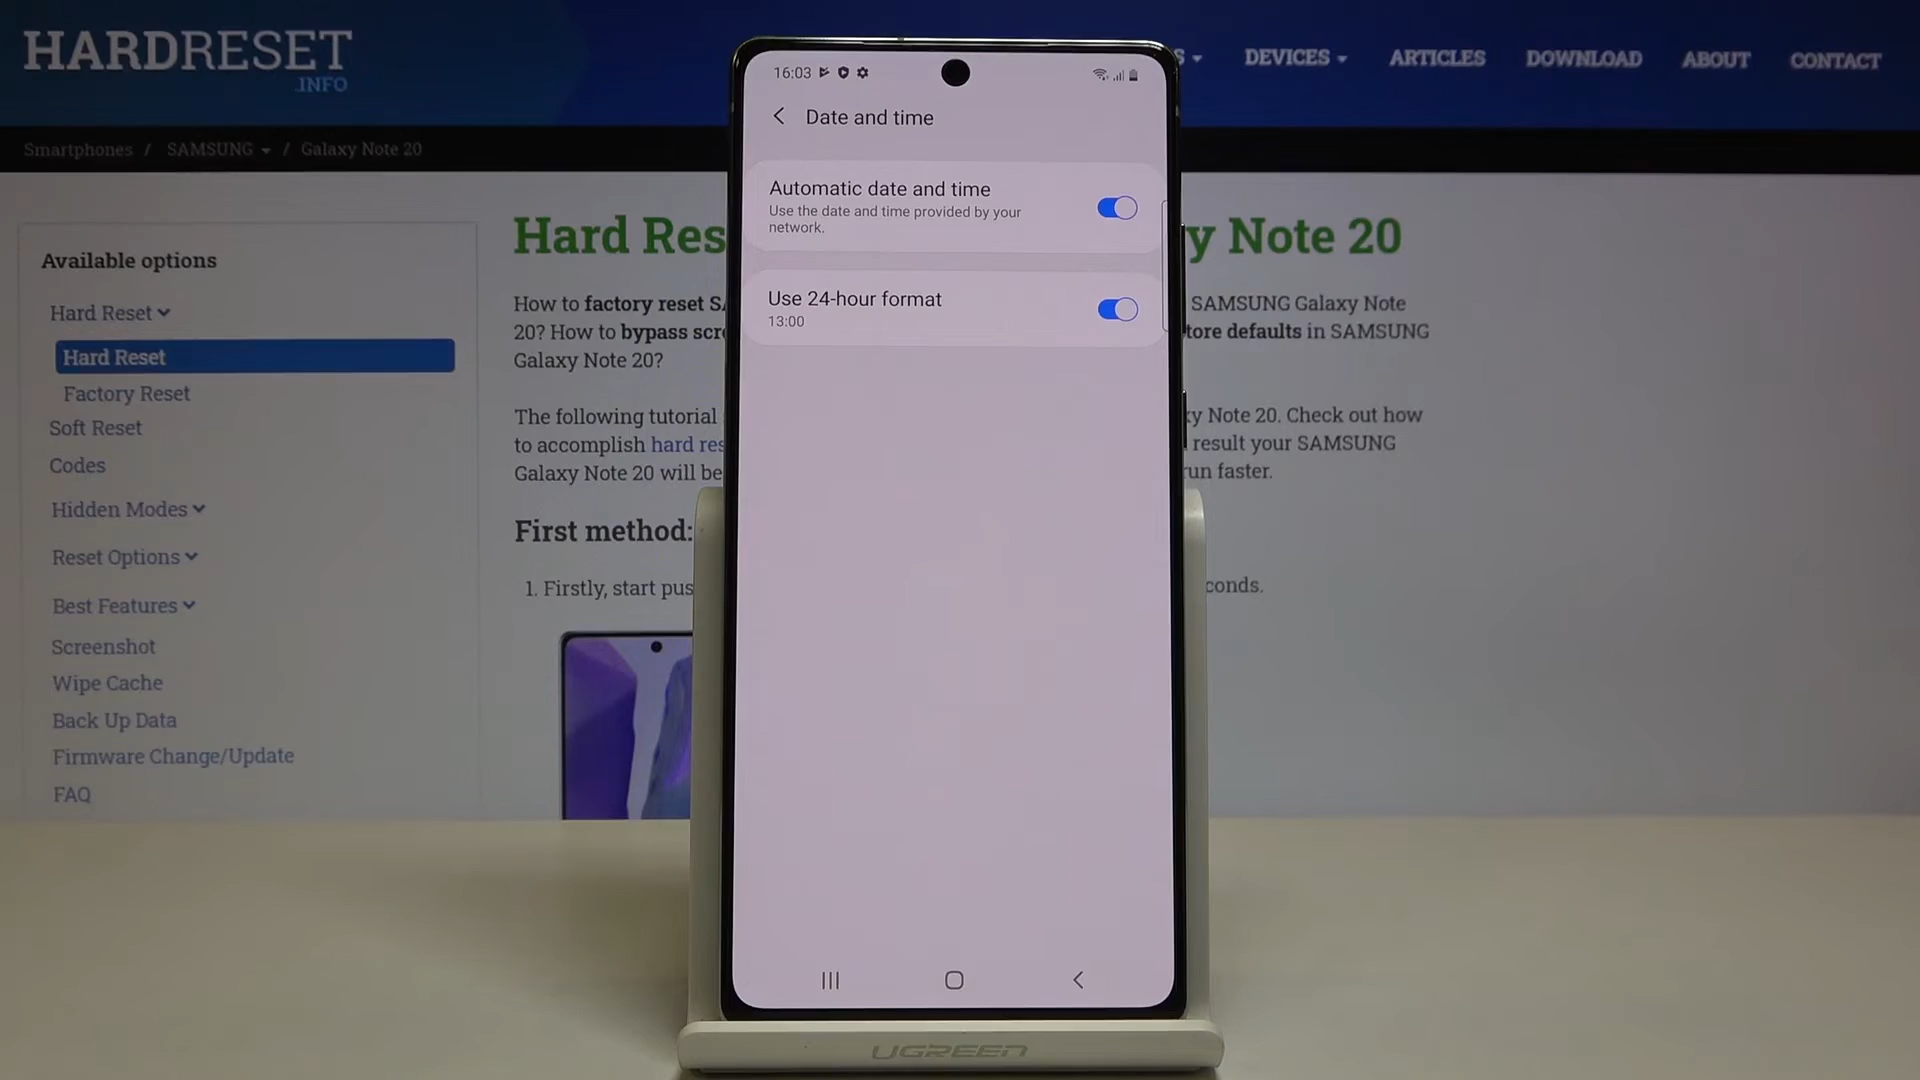 HARDRESET
.INFO
S
DEVICES
ARTICLES
DOWNLOAD
ABOUT
CONTACT
Smartphones / SAMSUNG / Galaxy Note 20
Available options
Hard Reset
Hard Reset
Factory Reset
Soft Reset
Codes
Hidden Modes
Reset Options
Best Features
Screenshot
Wipe Cache
Back Up Data
Firmware Change/Update
FAQ
Hard Res y Note 20
How to factory reset S SAMSUNG Galaxy Note
20? How to bypass scre tore defaults in SAMSUNG
Galaxy Note 20?
The following tutorial y Note 20. Check out how
to accomplish hard res result your SAMSUNG
Galaxy Note 20 will be un faster.
First method:
1. Firstly, start pus conds.
16:03
Date and time
Automatic date and time
Use the date and time provided by your
network.
Use 24-hour format
13:00
UGREEN